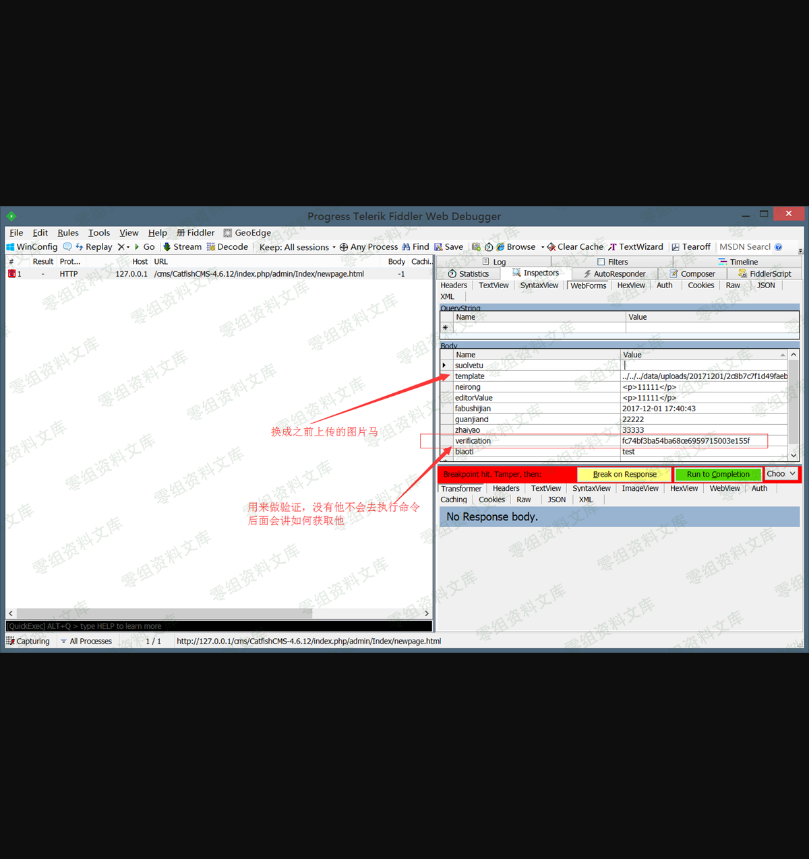 Progress Telerik Fiddler Web Debugger
File Edit Rules Tools View Help Fiddler GeoEdge
WinConfig Replay Go Stream Decode Keep: All sessions Any Process Find Save Browse Clear Cache TextWizard Tearoff MSDN Search
# Result Prot... Host URL Body Cachi..
1 - HTTP 127.0.0.1 /cms/CatfishCMS-4.6.12/index.php/admin/Index/newpage.html -1
Log Filters Timeline
Statistics Inspectors AutoResponder Composer FiddlerScript
Headers TextView SyntaxView WebForms HexView Auth Cookies Raw JSON
XML
QueryString
Name Value
Body
Name Value
suolvetu
template ../../../data/uploads/20171201/2c8b7c7f1d49faeb
neirong <p>11111</p>
editorValue <p>11111</p>
fabushijian 2017-12-01 17:40:43
guanjianci 22222
zhaiyao 33333
verification fc74bf3ba54ba68ce6959715003e155f
biaoti test
换成之前上传的图片马
用来做验证，没有他不会去执行命令
后面会讲如何获取他
Breakpoint hit. Tamper, then: Break on Response Run to Completion Choo
Transformer Headers TextView SyntaxView ImageView HexView WebView Auth
Caching Cookies Raw JSON XML
No Response body.
[QuickExec] ALT+Q > type HELP to learn more
Capturing All Processes 1 / 1 http://127.0.0.1/cms/CatfishCMS-4.6.12/index.php/admin/Index/newpage.html
零组资料文库